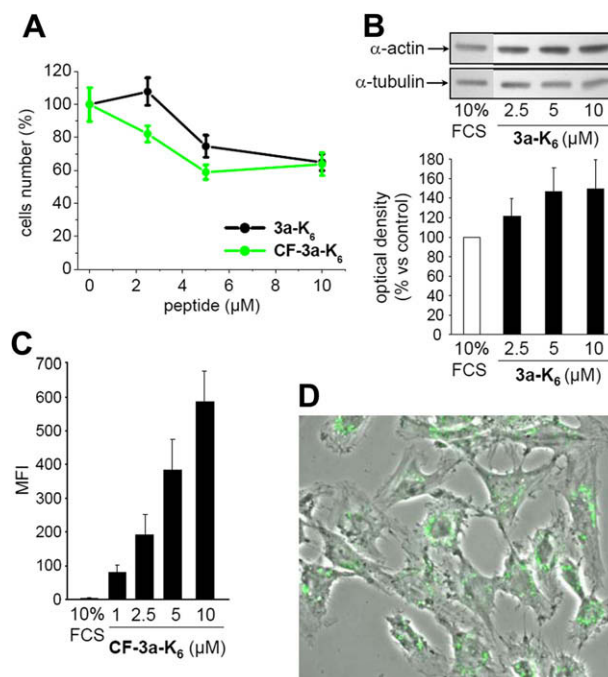 A
120
100
80
60
40
20
0
cells number (%)
3a-K₆
CF-3a-K₆
0 2 4 6 8 10
peptide (µM)
B
α-actin
α-tubulin
10% 2.5 5 10
FCS 3a-K₆ (µM)
180
160
140
120
100
80
60
40
20
0
optical density
(% vs control)
10% 2.5 5 10
FCS 3a-K₆ (µM)
C
700
600
500
400
300
200
100
0
MFI
10% 1 2.5 5 10
FCS CF-3a-K₆ (µM)
D